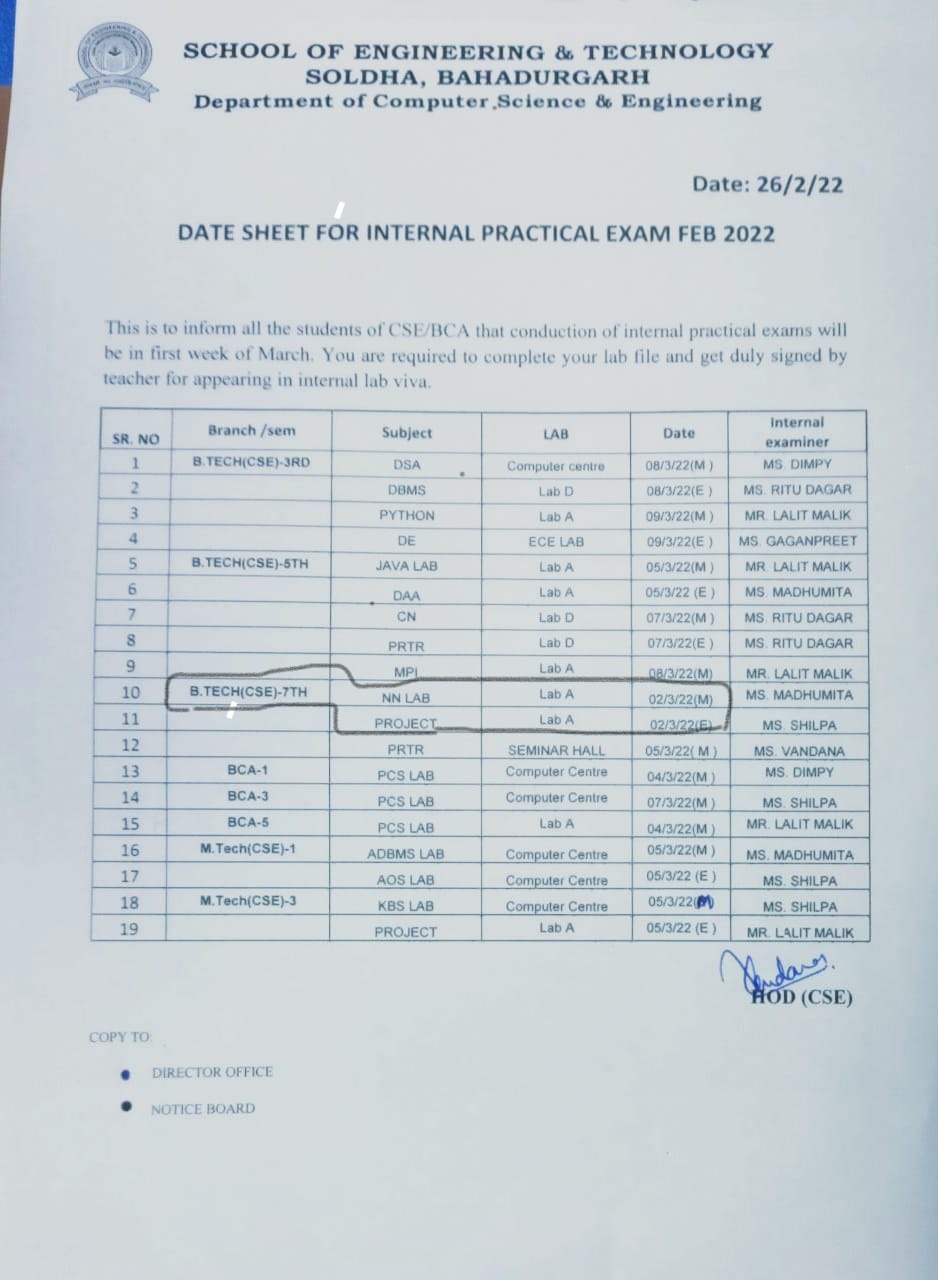 SCHOOL OF ENGINEERING & TECHNOLOGY
SOLDHA, BAHADURGARH
Department of Computer Science & Engineering
Date: 26/2/22
DATE SHEET FOR INTERNAL PRACTICAL EXAM FEB 2022
This is to inform all the students of CSE/BCA that conduction of internal practical exams will
be in first week of March. You are required to complete your lab file and get duly signed by
teacher for appearing in internal lab viva.
SR. NO Branch /sem Subject LAB Date Internal examiner
1 B.TECH(CSE)-3RD DSA Computer centre 08/3/22(M ) MS. DIMPY
2 DBMS Lab D 08/3/22(E ) MS. RITU DAGAR
3 PYTHON Lab A 09/3/22(M ) MR. LALIT MALIK
4 DE ECE LAB 09/3/22(E ) MS. GAGANPREET
5 B.TECH(CSE)-5TH JAVA LAB Lab A 05/3/22(M ) MR. LALIT MALIK
6 DAA Lab A 05/3/22 (E ) MS. MADHUMITA
7 CN Lab D 07/3/22(M ) MS. RITU DAGAR
8 PRTR Lab D 07/3/22(E ) MS. RITU DAGAR
9 MPI Lab A 08/3/22(M) MR. LALIT MALIK
10 B.TECH(CSE)-7TH NN LAB Lab A 02/3/22(M) MS. MADHUMITA
11 PROJECT Lab A 02/3/22(E) MS. SHILPA
12 PRTR SEMINAR HALL 05/3/22( M ) MS. VANDANA
13 BCA-1 PCS LAB Computer Centre 04/3/22(M ) MS. DIMPY
14 BCA-3 PCS LAB Computer Centre 07/3/22(M ) MS. SHILPA
15 BCA-5 PCS LAB Lab A 04/3/22(M ) MR. LALIT MALIK
16 M.Tech(CSE)-1 ADBMS LAB Computer Centre 05/3/22(M ) MS. MADHUMITA
17 AOS LAB Computer Centre 05/3/22 (E ) MS. SHILPA
18 M.Tech(CSE)-3 KBS LAB Computer Centre 05/3/22(M) MS. SHILPA
19 PROJECT Lab A 05/3/22 (E ) MR. LALIT MALIK
HOD (CSE)
COPY TO:
DIRECTOR OFFICE
NOTICE BOARD